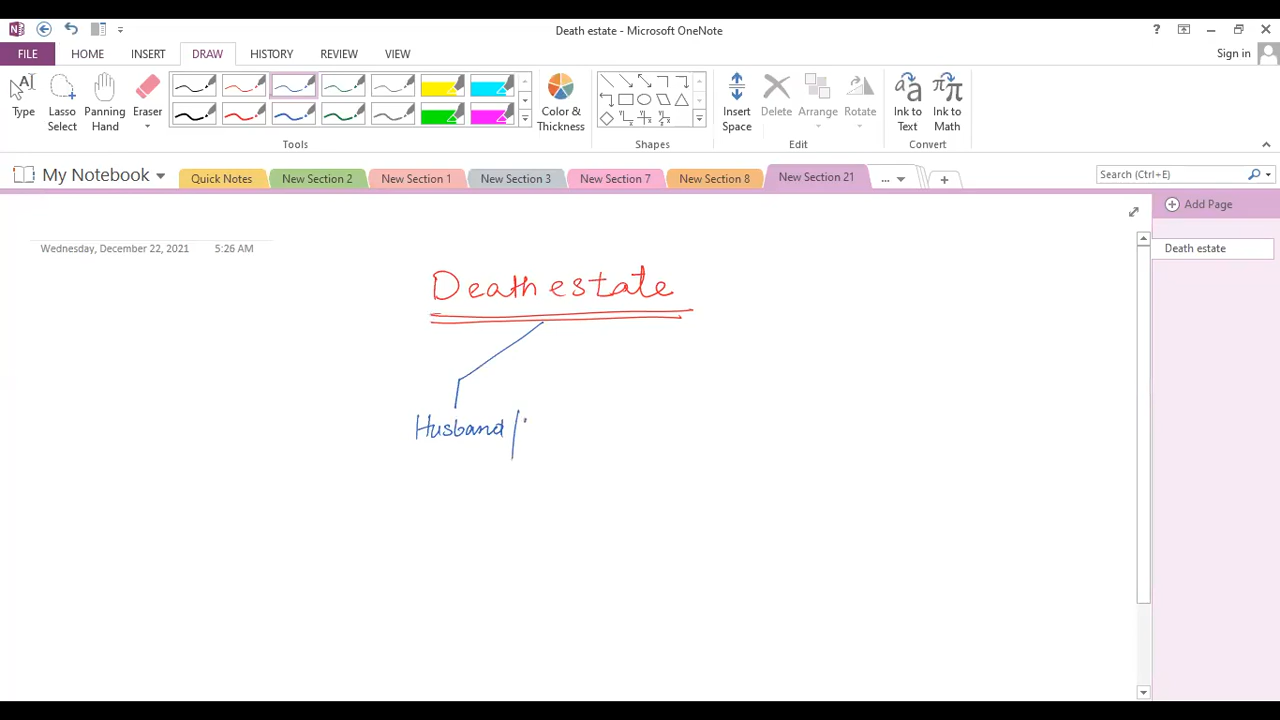 Death estate - Microsoft OneNote
?
FILE HOME INSERT DRAW HISTORY REVIEW VIEW
Sign in
Type
Lasso Select
Panning Hand
Eraser
Color & Thickness
Insert Space
Delete
Arrange
Rotate
Ink to Text
Ink to Math
Tools
Shapes
Edit
Convert
My Notebook
Quick Notes
New Section 2
New Section 1
New Section 3
New Section 7
New Section 8
New Section 21
...
Search (Ctrl+E)
Add Page
Death estate
Wednesday, December 22, 2021 5:26 AM
Death estate
Husband /